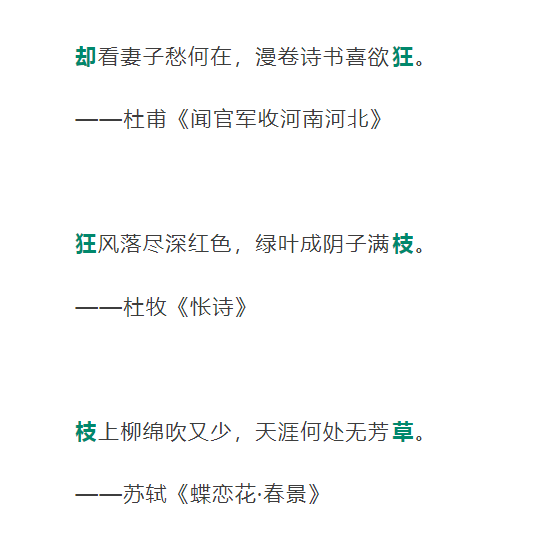 却看妻子愁何在，漫卷诗书喜欲狂。
——杜甫《闻官军收河南河北》
狂风落尽深红色，绿叶成阴子满枝。
——杜牧《怅诗》
枝上柳绵吹又少，天涯何处无芳草。
——苏轼《蝶恋花·春景》